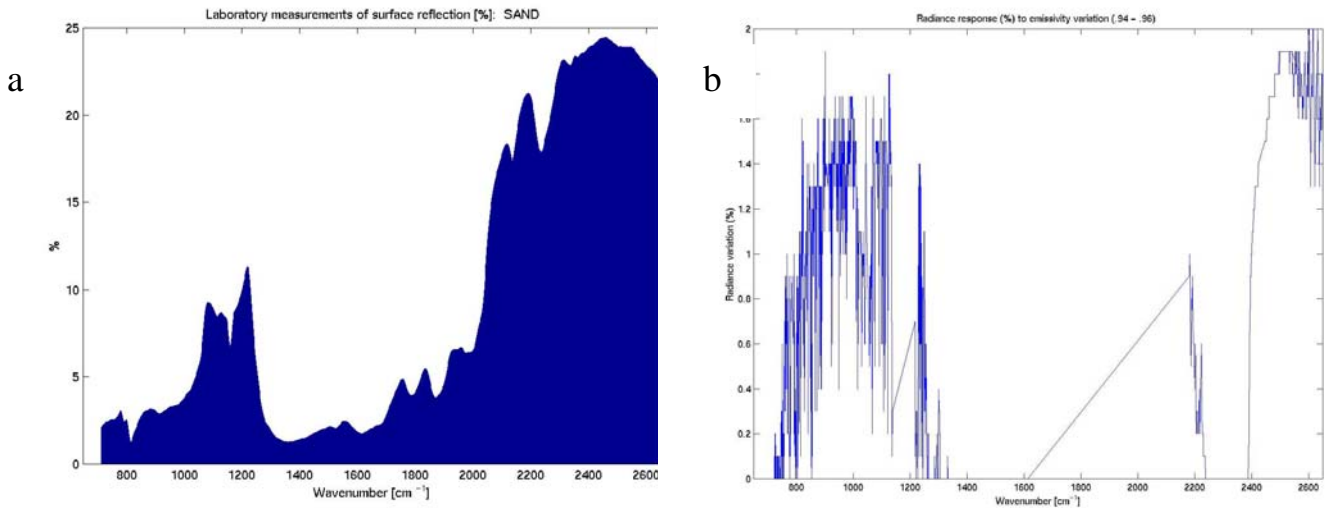 a
Laboratory measurements of surface reflection [%]: SAND
25
20
15
10
5
0
%
800 1000 1200 1400 1600 1800 2000 2200 2400 2600
Wavenumber [cm⁻¹]
b
Radiance response (%) to emissivity variation (.94 – .96)
2
1.6
1.4
1.2
1
0.8
0.6
0.4
0.2
0
Radiance variation (%)
800 1000 1200 1400 1600 1800 2000 2200 2400 2600
Wavenumber [cm⁻¹]